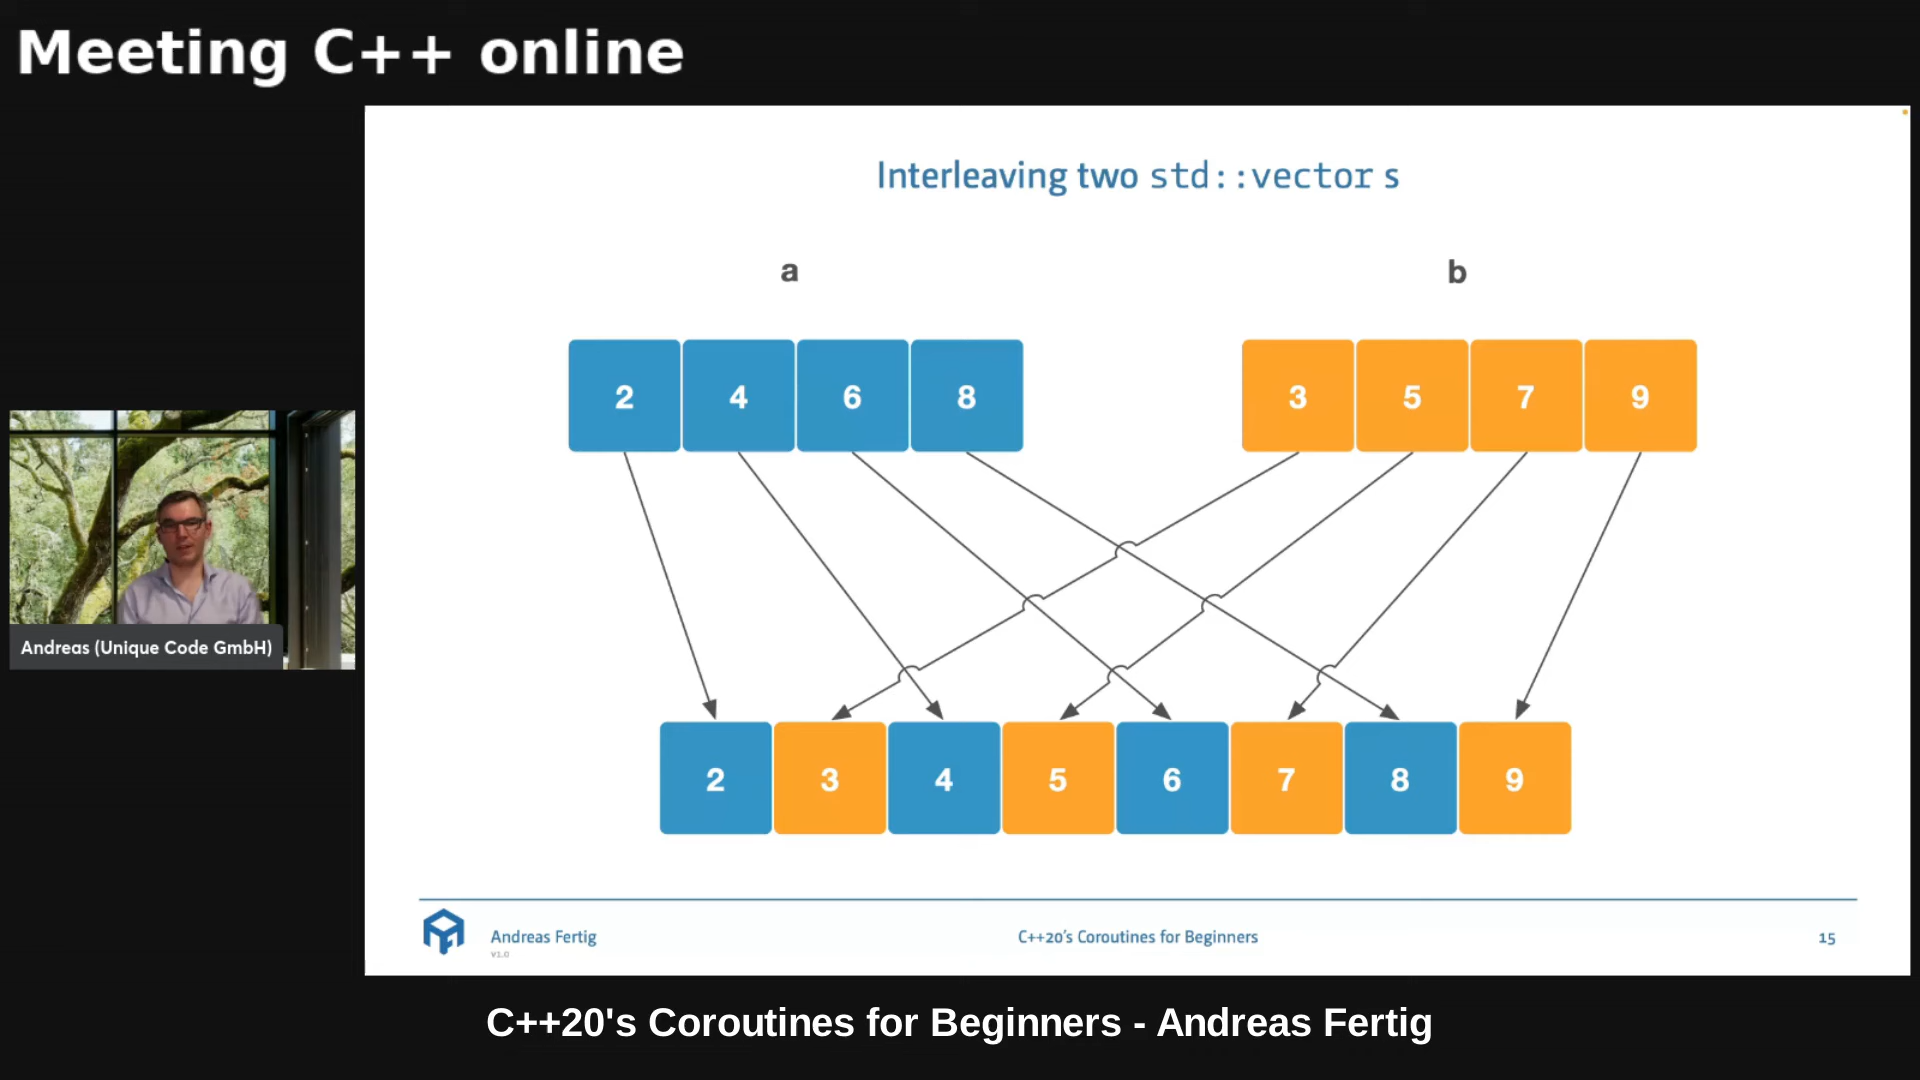 Meeting C++ online
Interleaving two std::vector s
a
b
2 4 6 8
3 5 7 9
2 3 4 5 6 7 8 9
Andreas (Unique Code GmbH)
Andreas Fertig
v1.0
C++20's Coroutines for Beginners
15
C++20's Coroutines for Beginners - Andreas Fertig